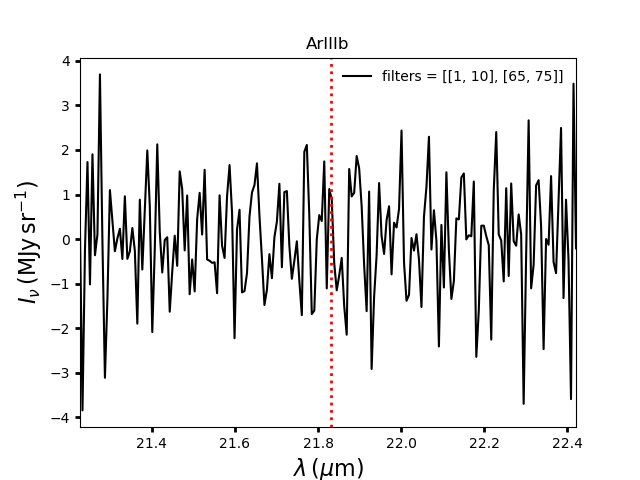 ArIIIb
filters = [[1, 10], [65, 75]]
4
3
2
1
0
−1
−2
−3
−4
I_ν (MJy sr⁻¹)
21.4 21.6 21.8 22.0 22.2 22.4
λ (μm)